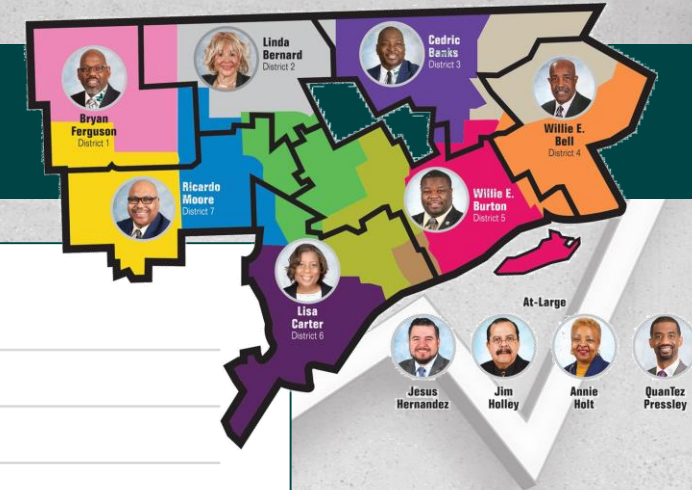 Linda
Bernard
District 2
Cedric
Banks
District 3
Bryan
Ferguson
District 1
Willie E.
Bell
District 4
Ricardo
Moore
District 7
Willie E.
Burton
District 5
Lisa
Carter
District 6
At-Large
Jesus
Hernandez
Jim
Holley
Annie
Holt
QuanTez
Pressley